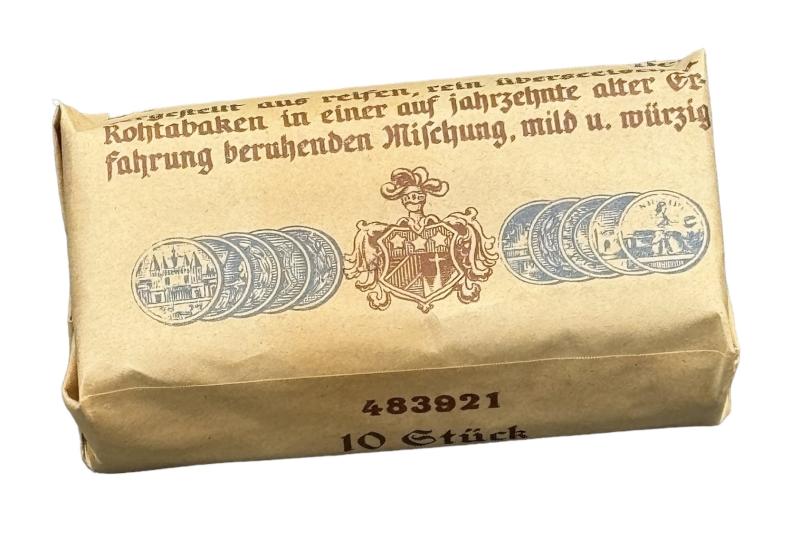 hergestellt aus reifen, rein überseeischen
Rohtabaken in einer auf jahrzehnte alter Er-
fahrung beruhenden Mischung, mild u. würzig
483921
10 Stück